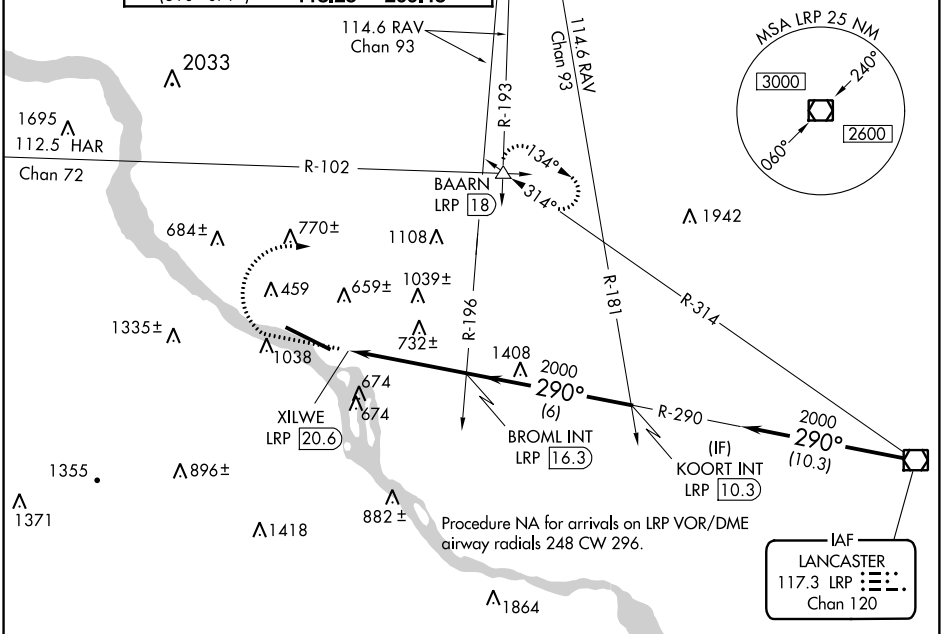 114.6 RAV
Chan 93
R-193
114.6 RAV
Chan 93
MSA LRP 25 NM
240°
3000
2600
060°
2033
1695
112.5 HAR
Chan 72
R-102
BAARN
LRP 18
134°
314°
1942
684±
770±
1108
459
659±
1039±
R-196
R-181
R-314
1335±
1038
732±
1408
2000
290°
(6)
674
674
XILWE
LRP 20.6
BROML INT
LRP 16.3
R-290
(IF)
KOORT INT
LRP 10.3
2000
290°
(10.3)
1355
896±
1371
1418
882±
Procedure NA for arrivals on LRP VOR/DME
airway radials 248 CW 296.
1864
IAF
LANCASTER
117.3 LRP
Chan 120